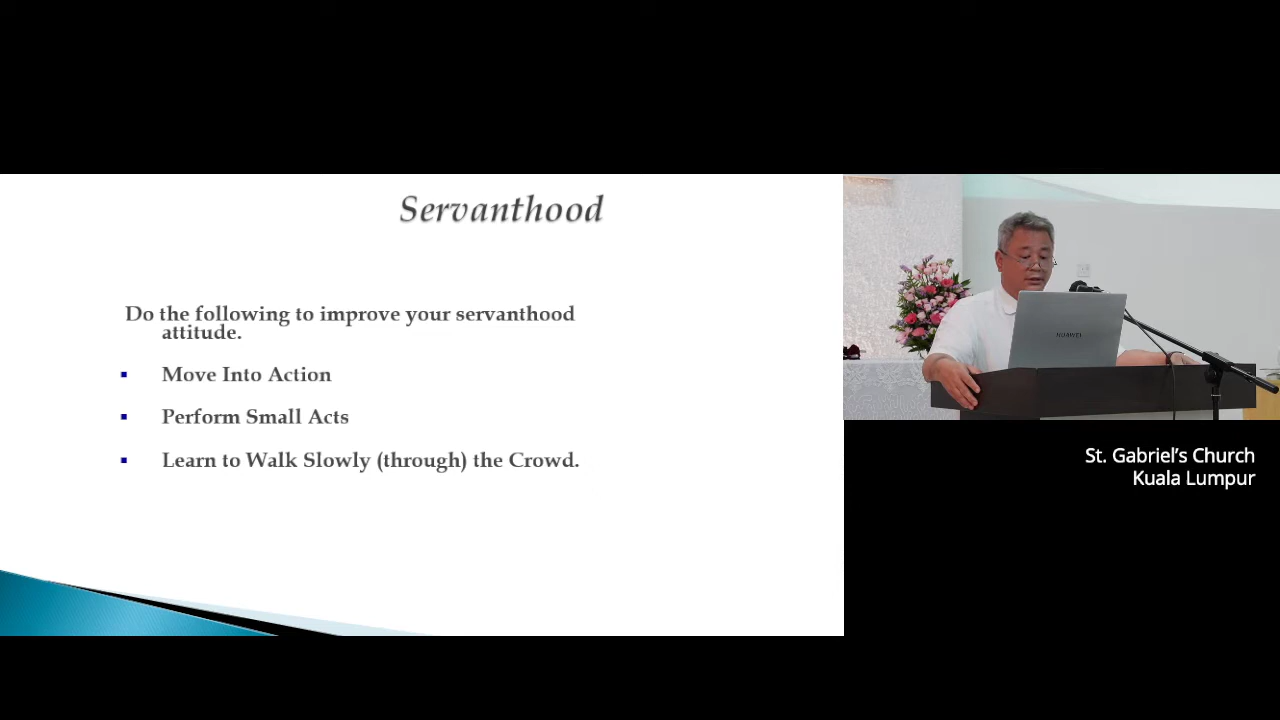 Servanthood
Do the following to improve your servanthood
attitude.
▪ Move Into Action
▪ Perform Small Acts
▪ Learn to Walk Slowly (through) the Crowd.
HUAWEI
St. Gabriel’s Church
Kuala Lumpur